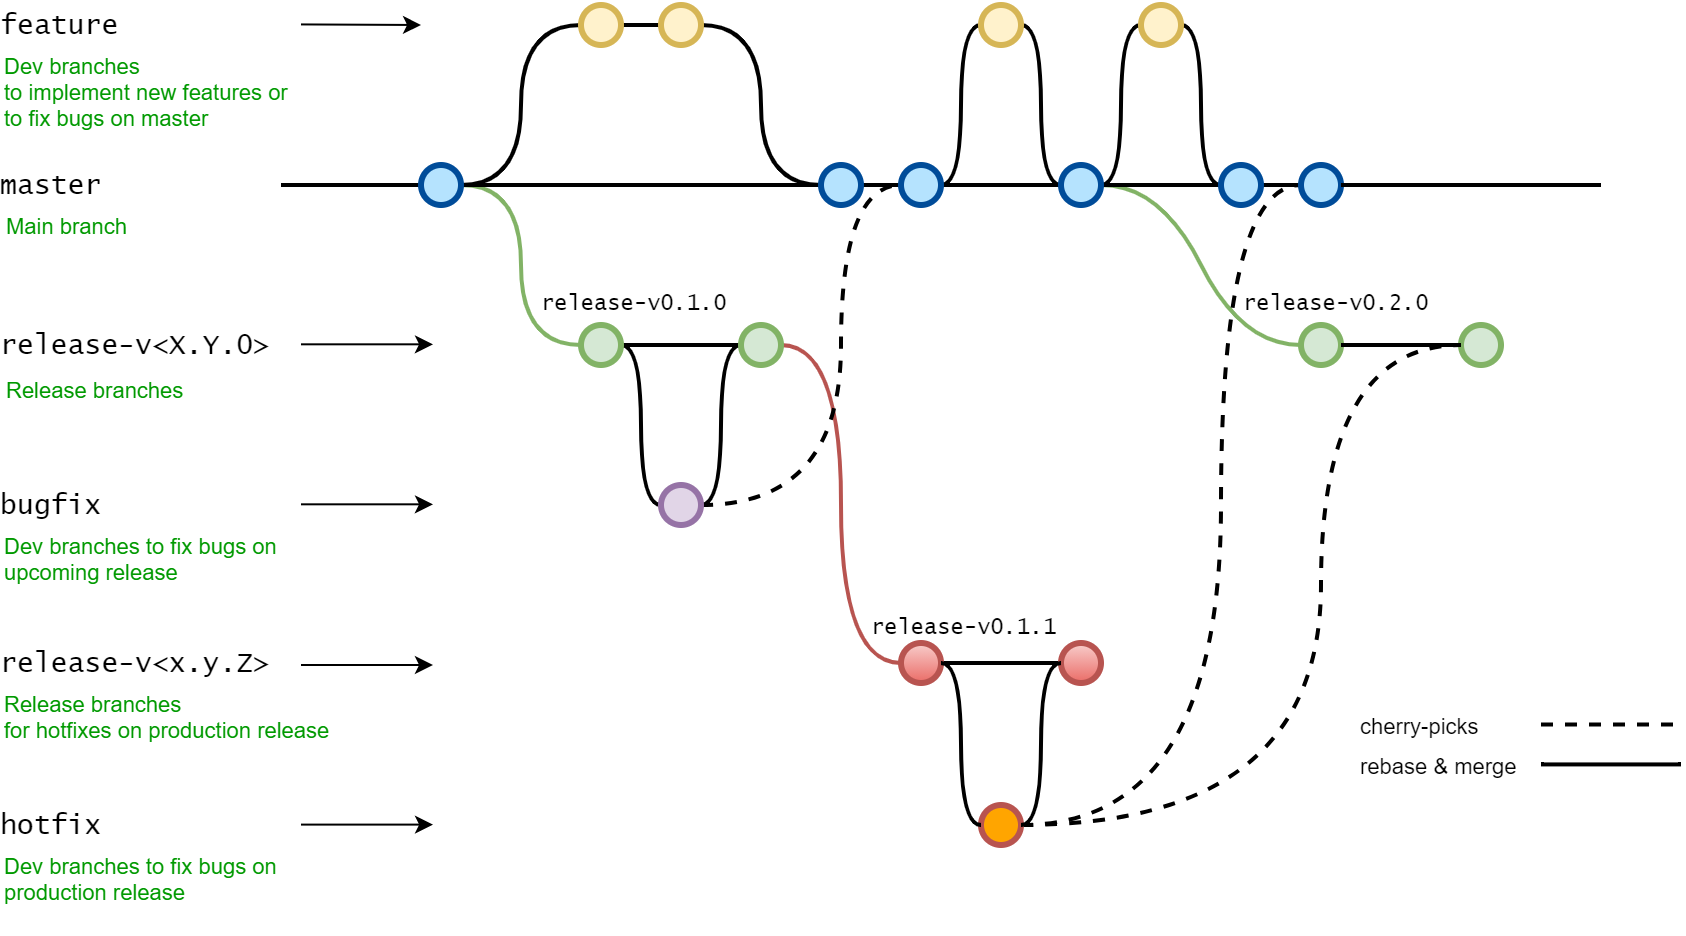 feature
Dev branches
to implement new features or
to fix bugs on master
master
Main branch
release-v0.1.0
release-v0.2.0
release-v<X.Y.0>
Release branches
bugfix
Dev branches to fix bugs on
upcoming release
release-v0.1.1
release-v<x.y.Z>
Release branches
for hotfixes on production release
cherry-picks
rebase & merge
hotfix
Dev branches to fix bugs on
production release